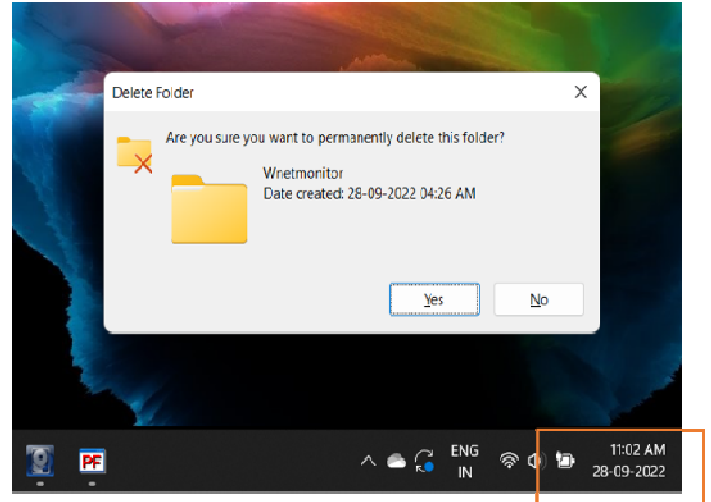 Delete Folder
Are you sure you want to permanently delete this folder?
Wnetmonitor
Date created: 28-09-2022 04:26 AM
Yes
No
PF
ENG
IN
11:02 AM
28-09-2022